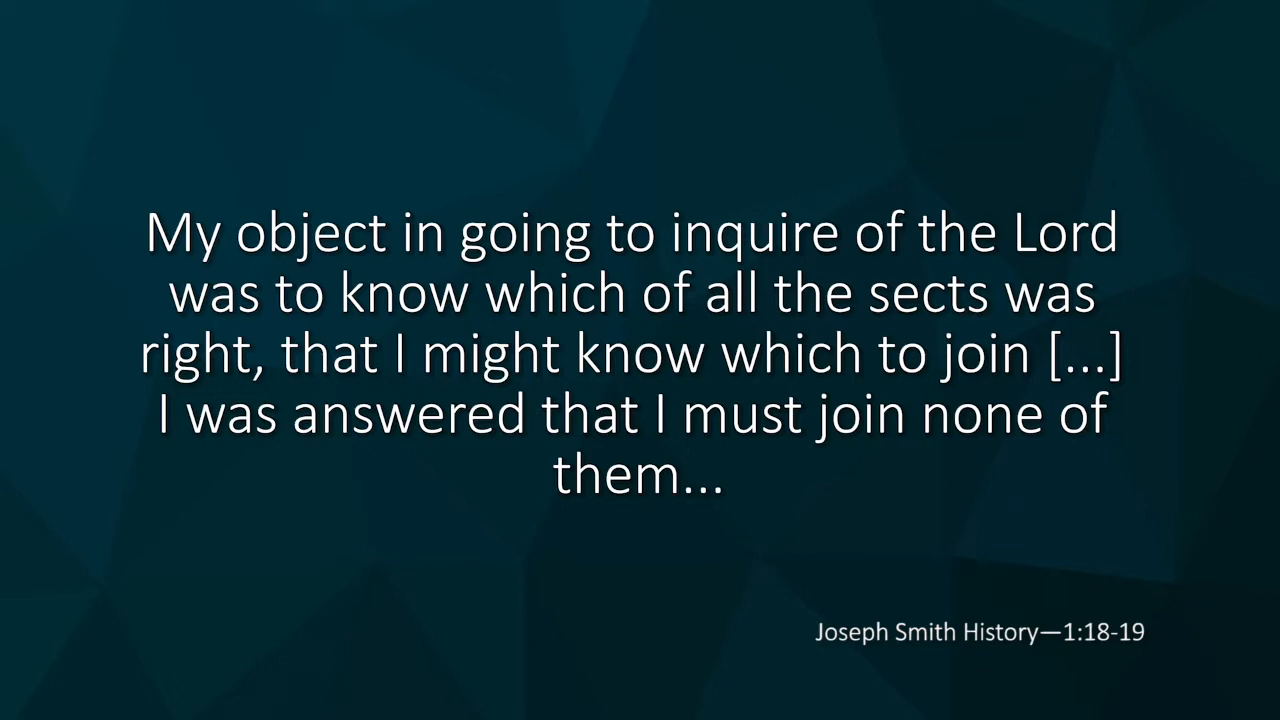 My object in going to inquire of the Lord
was to know which of all the sects was
right, that I might know which to join [...]
I was answered that I must join none of
them...
Joseph Smith History—1:18-19